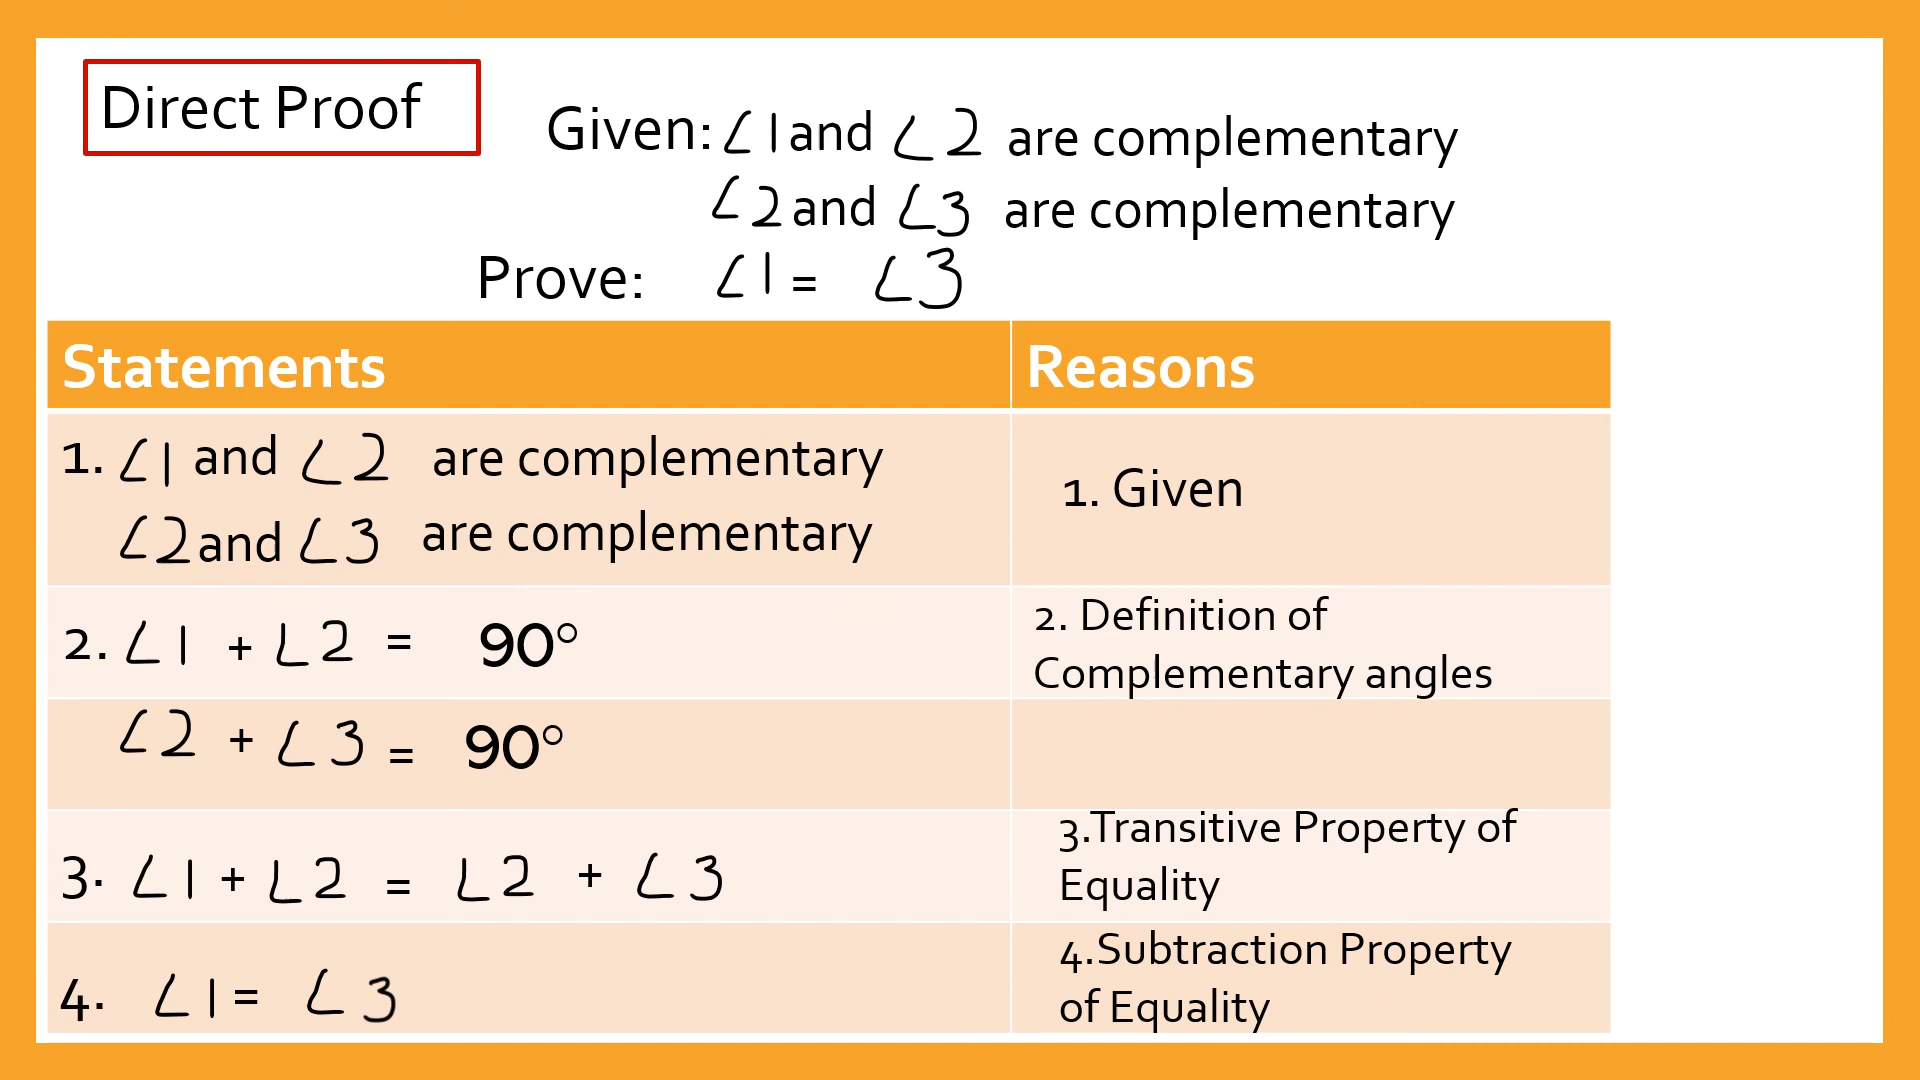 Direct Proof
Given: ∠1 and ∠2 are complementary
∠2 and ∠3 are complementary
Prove: ∠1 = ∠3
Statements
Reasons
1. ∠1 and ∠2 are complementary
∠2 and ∠3 are complementary
1. Given
2. ∠1 + ∠2 = 90°
2. Definition of
Complementary angles
∠2 + ∠3 = 90°
3. ∠1 + ∠2 = ∠2 + ∠3
3.Transitive Property of
Equality
4. ∠1 = ∠3
4.Subtraction Property
of Equality